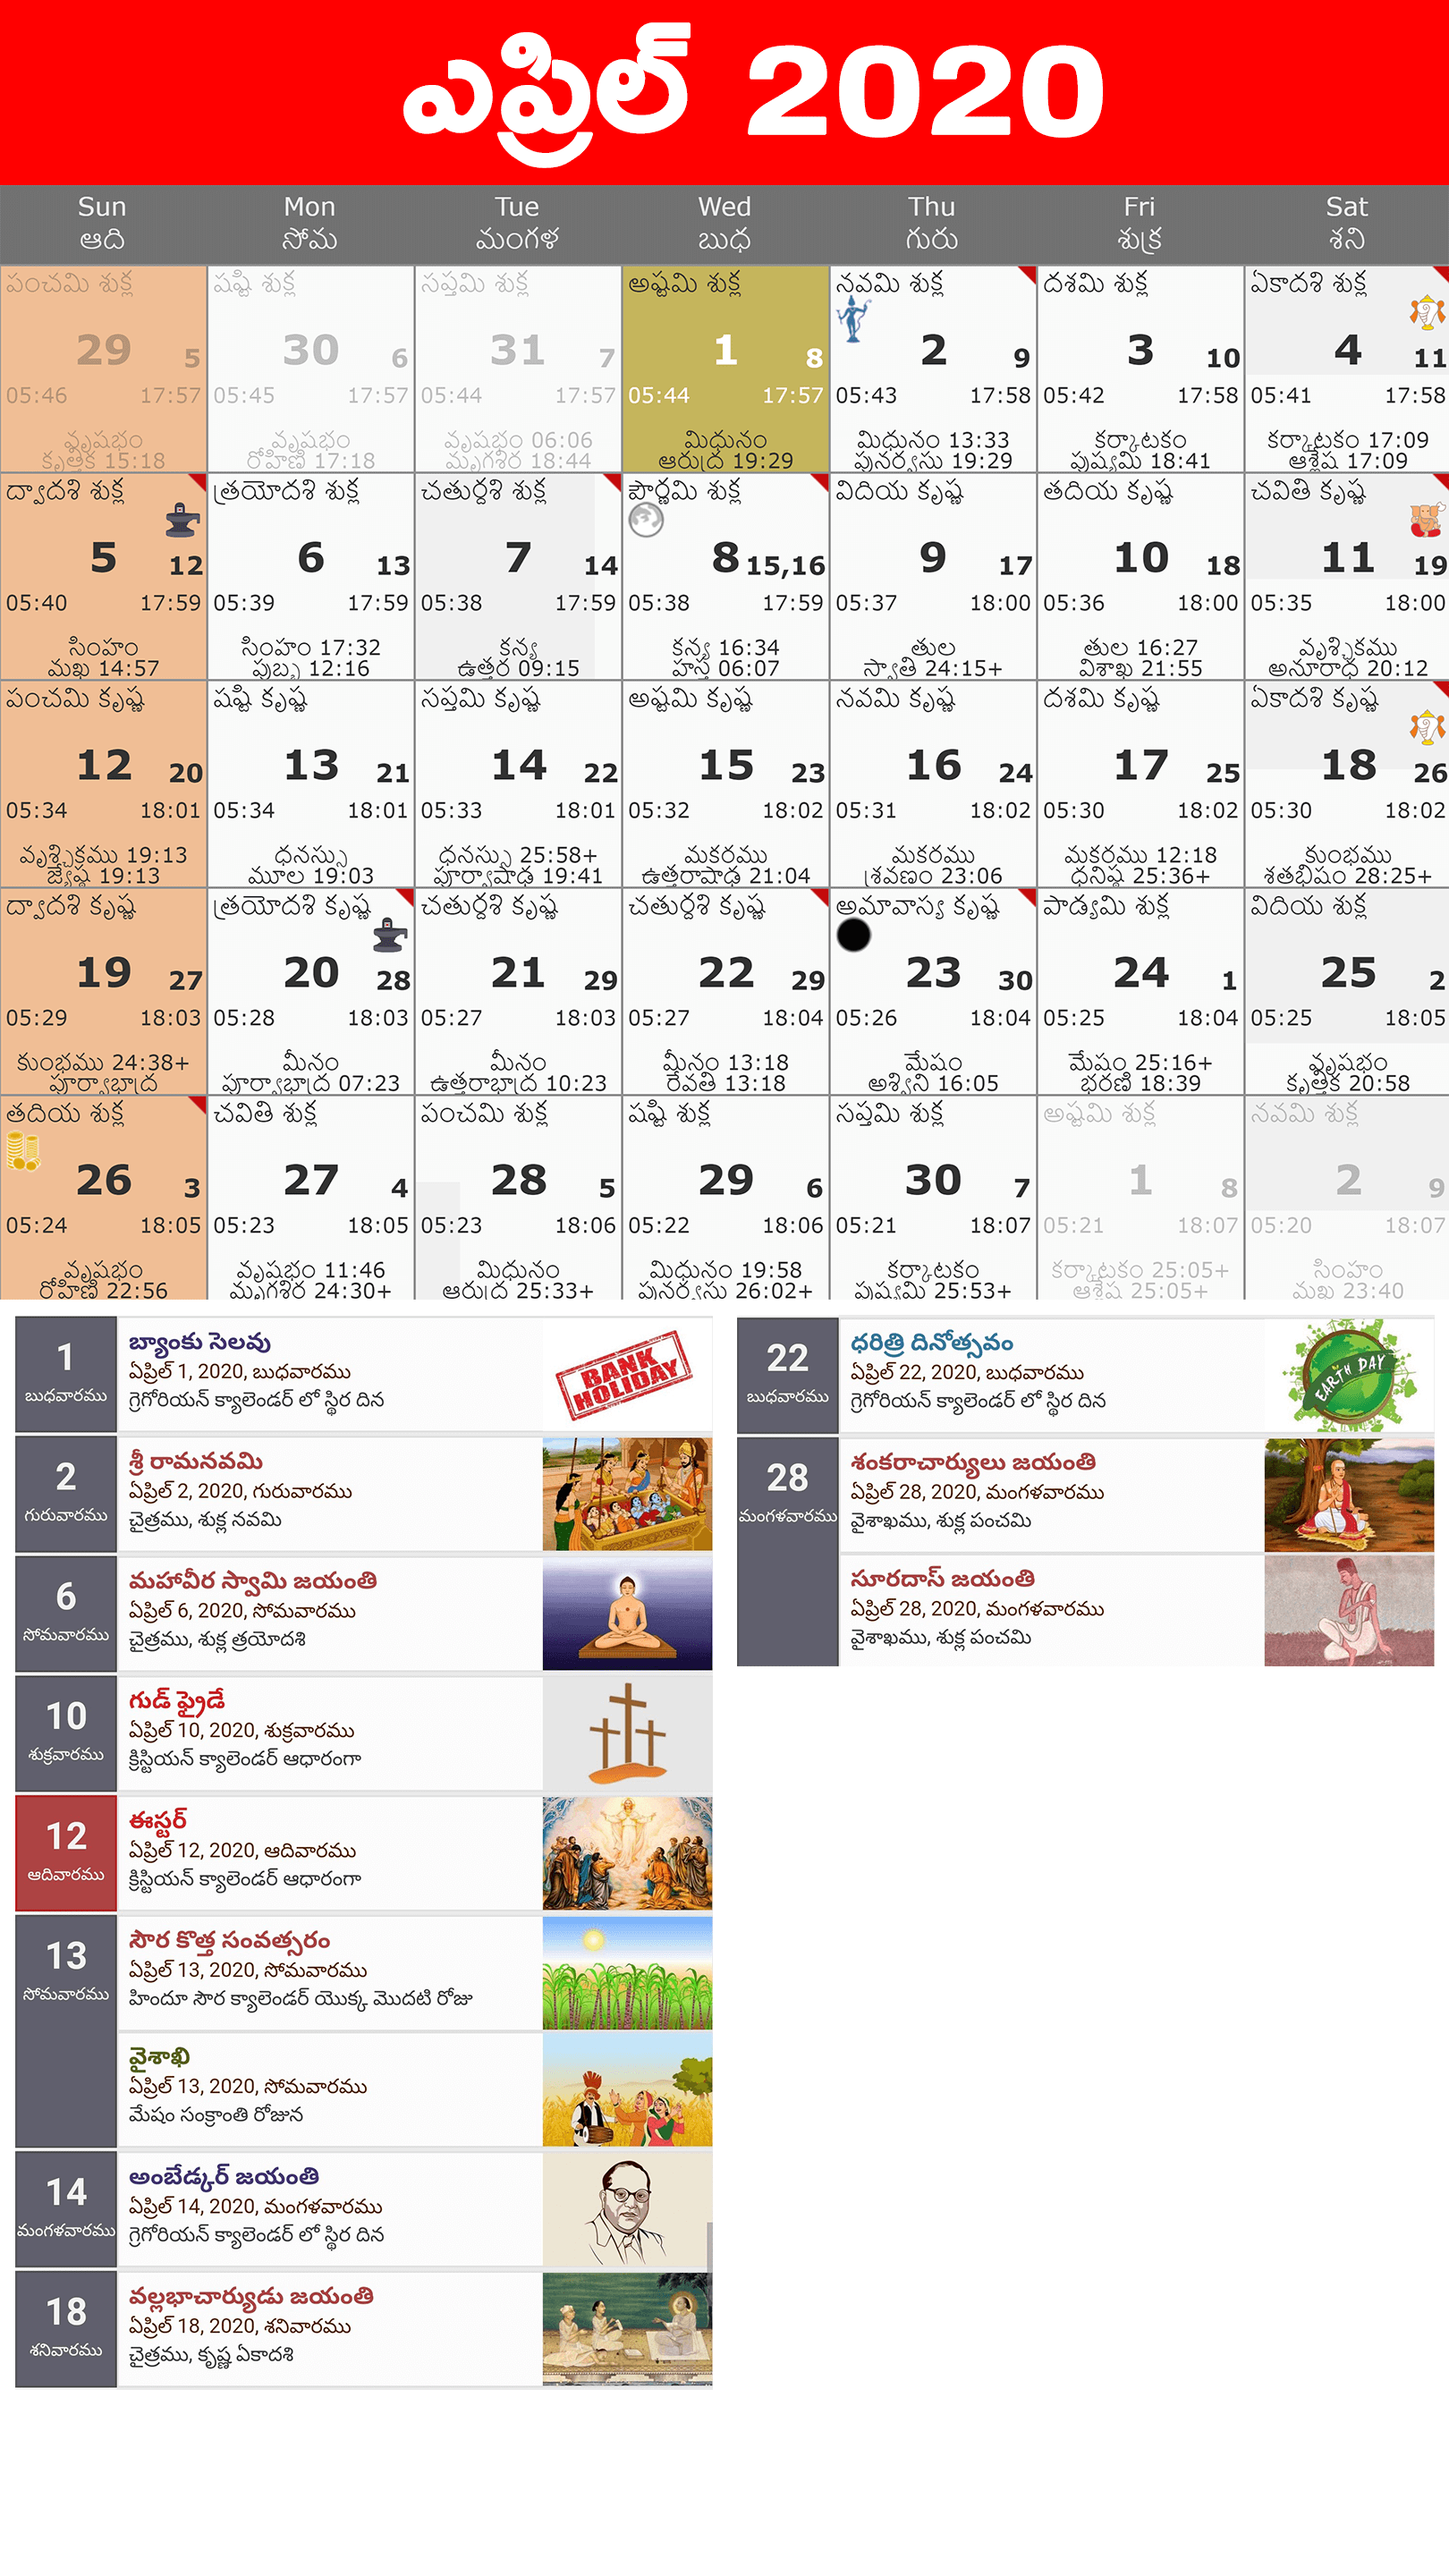 ఎప్రిల్ 2020
Sun Mon Tue Wed Thu Fri Sat
ఆది సోమ మంగళ బుధ గురు శుక్ర శని
పంచమి శుక్ల షష్టి శుక్ల సప్తమి శుక్ల అష్టమి శుక్ల నవమి శుక్ల దశమి శుక్ల ఏకాదశి శుక్ల
29 5 30 6 31 7 1 8 2 9 3 10 4 11
05:46 17:57 05:45 17:57 05:44 17:57 05:44 17:57 05:43 17:58 05:42 17:58 05:41 17:58
వృషభం వృషభం వృషభం 06:06 మిధునం మిధునం 13:33 కర్కాటకం కర్కాటకం 17:09
కృత్తిక 15:18 రోహిణి 17:18 మృగశిర 18:44 ఆరుద్ర 19:29 పునర్వసు 19:29 పుష్యమి 18:41 ఆశ్లేష 17:09
ద్వాదశి శుక్ల త్రయోదశి శుక్ల చతుర్దశి శుక్ల పౌర్ణమి శుక్ల విదియ కృష్ణ తదియ కృష్ణ చవితి కృష్ణ
5 12 6 13 7 14 8 15,16 9 17 10 18 11 19
05:40 17:59 05:39 17:59 05:38 17:59 05:38 17:59 05:37 18:00 05:36 18:00 05:35 18:00
సింహం సింహం 17:32 కన్య కన్య 16:34 తుల తుల 16:27 వృశ్చికము
మఖ 14:57 పుబ్బ 12:16 ఉత్తర 09:15 హస్త 06:07 స్వాతి 24:15+ విశాఖ 21:55 అనూరాధ 20:12
పంచమి కృష్ణ షష్టి కృష్ణ సప్తమి కృష్ణ అష్టమి కృష్ణ నవమి కృష్ణ దశమి కృష్ణ ఏకాదశి కృష్ణ
12 20 13 21 14 22 15 23 16 24 17 25 18 26
05:34 18:01 05:34 18:01 05:33 18:01 05:32 18:02 05:31 18:02 05:30 18:02 05:30 18:02
వృశ్చికము 19:13 ధనస్సు ధనస్సు 25:58+ మకరము మకరము మకరము 12:18 కుంభము
జ్యేష్ఠ 19:13 మూల 19:03 పూర్వాషాఢ 19:41 ఉత్తరాషాఢ 21:04 శ్రవణం 23:06 ధనిష్ఠ 25:36+ శతభిషం 28:25+
ద్వాదశి కృష్ణ త్రయోదశి కృష్ణ చతుర్దశి కృష్ణ చతుర్దశి కృష్ణ అమావాస్య కృష్ణ పాడ్యమి శుక్ల విదియ శుక్ల
19 27 20 28 21 29 22 29 23 30 24 1 25 2
05:29 18:03 05:28 18:03 05:27 18:03 05:27 18:04 05:26 18:04 05:25 18:04 05:25 18:05
కుంభము 24:38+ మీనం మీనం మీనం 13:18 మేషం మేషం 25:16+ వృషభం
పూర్వాభాద్ర పూర్వాభాద్ర 07:23 ఉత్తరాభాద్ర 10:23 రేవతి 13:18 అశ్విని 16:05 భరణి 18:39 కృత్తిక 20:58
తదియ శుక్ల చవితి శుక్ల పంచమి శుక్ల షష్టి శుక్ల సప్తమి శుక్ల అష్టమి శుక్ల నవమి శుక్ల
26 3 27 4 28 5 29 6 30 7 1 8 2 9
05:24 18:05 05:23 18:05 05:23 18:06 05:22 18:06 05:21 18:07 05:21 18:07 05:20 18:07
వృషభం వృషభం 11:46 మిధునం మిధునం 19:58 కర్కాటకం కర్కాటకం 25:05+ సింహం
రోహిణి 22:56 మృగశిర 24:30+ ఆరుద్ర 25:33+ పునర్వసు 26:02+ పుష్యమి 25:53+ ఆశ్లేష 25:05+ మఖ 23:40
1
బుధవారము
బ్యాంకు సెలవు
ఏప్రిల్ 1, 2020, బుధవారము
గ్రెగోరియన్ క్యాలెండర్ లో స్థిర దిన
BANK
HOLIDAY
2
గురువారము
శ్రీ రామనవమి
ఏప్రిల్ 2, 2020, గురువారము
చైత్రము, శుక్ల నవమి
6
సోమవారము
మహావీర స్వామి జయంతి
ఏప్రిల్ 6, 2020, సోమవారము
చైత్రము, శుక్ల త్రయోదశి
10
శుక్రవారము
గుడ్ ఫ్రైడే
ఏప్రిల్ 10, 2020, శుక్రవారము
క్రిస్టియన్ క్యాలెండర్ ఆధారంగా
12
ఆదివారము
ఈస్టర్
ఏప్రిల్ 12, 2020, ఆదివారము
క్రిస్టియన్ క్యాలెండర్ ఆధారంగా
13
సోమవారము
సౌర కొత్త సంవత్సరం
ఏప్రిల్ 13, 2020, సోమవారము
హిందూ సౌర క్యాలెండర్ యొక్క మొదటి రోజు
వైశాఖి
ఏప్రిల్ 13, 2020, సోమవారము
మేషం సంక్రాంతి రోజున
14
మంగళవారము
అంబేడ్కర్ జయంతి
ఏప్రిల్ 14, 2020, మంగళవారము
గ్రెగోరియన్ క్యాలెండర్ లో స్థిర దిన
18
శనివారము
వల్లభాచార్యుడు జయంతి
ఏప్రిల్ 18, 2020, శనివారము
చైత్రము, కృష్ణ ఏకాదశి
22
బుధవారము
ధరిత్రి దినోత్సవం
ఏప్రిల్ 22, 2020, బుధవారము
గ్రెగోరియన్ క్యాలెండర్ లో స్థిర దిన
EARTH DAY
28
మంగళవారము
శంకరాచార్యులు జయంతి
ఏప్రిల్ 28, 2020, మంగళవారము
వైశాఖము, శుక్ల పంచమి
సూరదాస్ జయంతి
ఏప్రిల్ 28, 2020, మంగళవారము
వైశాఖము, శుక్ల పంచమి